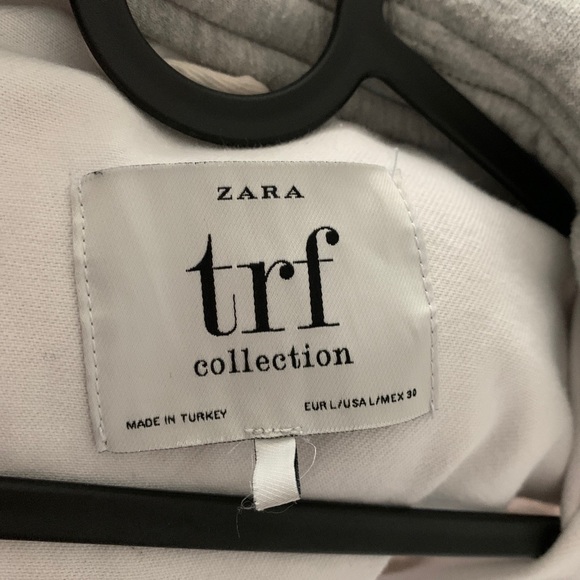 ZARA
trf
collection
MADE IN TURKEY
EUR L/USA L/MEX 30